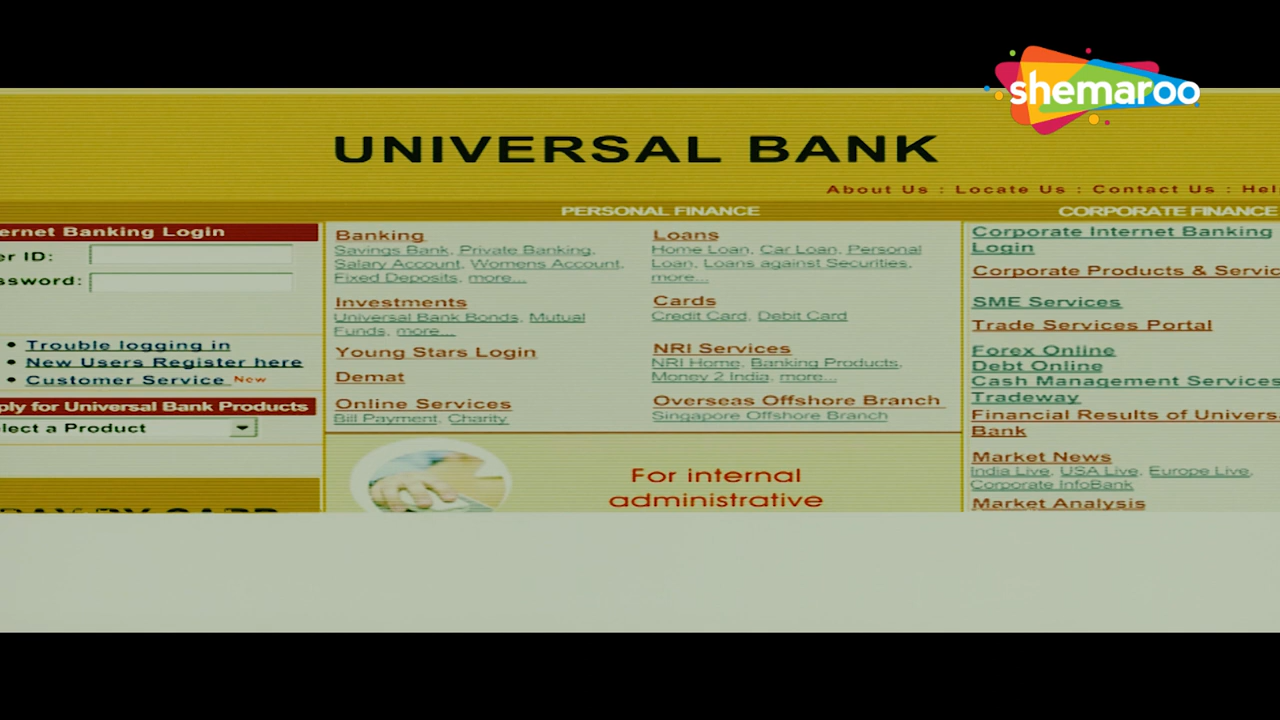 shemaroo
UNIVERSAL BANK
About Us : Locate Us : Contact Us : Hel
PERSONAL FINANCE
CORPORATE FINANCE
ernet Banking Login
er ID:
ssword:
Trouble logging in
New Users Register here
Customer Service New
ply for Universal Bank Products
lect a Product
Banking
Savings Bank, Private Banking,
Salary Account, Womens Account,
Fixed Deposits, more...
Investments
Universal Bank Bonds, Mutual
Funds, more...
Young Stars Login
Demat
Online Services
Bill Payment, Charity
Loans
Home Loan, Car Loan, Personal
Loan, Loans against Securities,
more...
Cards
Credit Card, Debit Card
NRI Services
NRI Home, Banking Products,
Money 2 India, more...
Overseas Offshore Branch
Singapore Offshore Branch
For internal
administrative
Corporate Internet Banking
Login
Corporate Products & Servic
SME Services
Trade Services Portal
Forex Online
Debt Online
Cash Management Services
Tradeway
Financial Results of Univers
Bank
Market News
India Live, USA Live, Europe Live,
Corporate InfoBank
Market Analysis